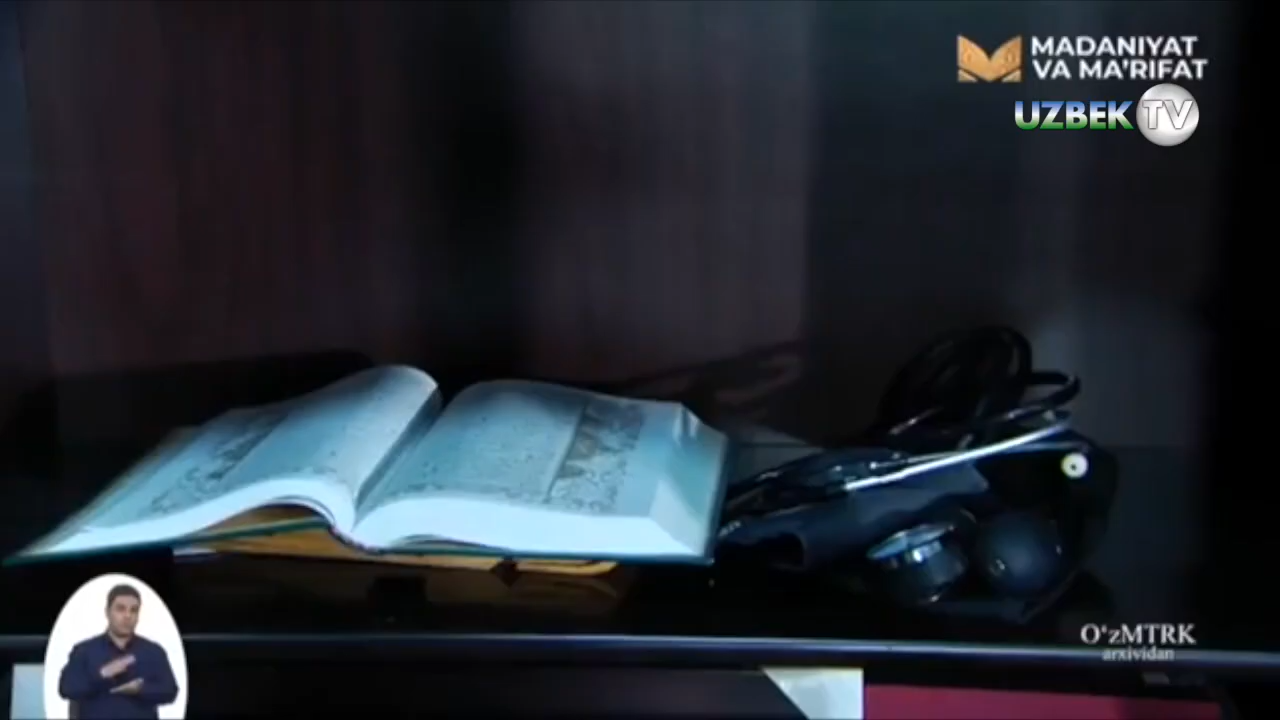 MADANIYAT
VA MA'RIFAT
UZBEK TV
O'zMTRK
arxividan